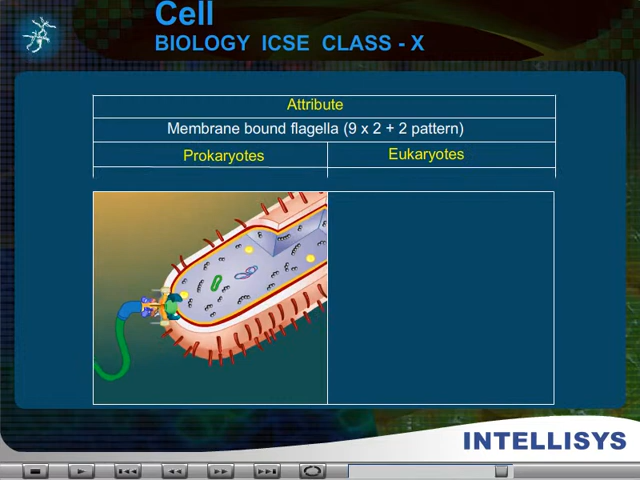 Cell
BIOLOGY ICSE CLASS - X
Attribute
Membrane bound flagella (9 x 2 + 2 pattern)
Prokaryotes
Eukaryotes
INTELLISYS